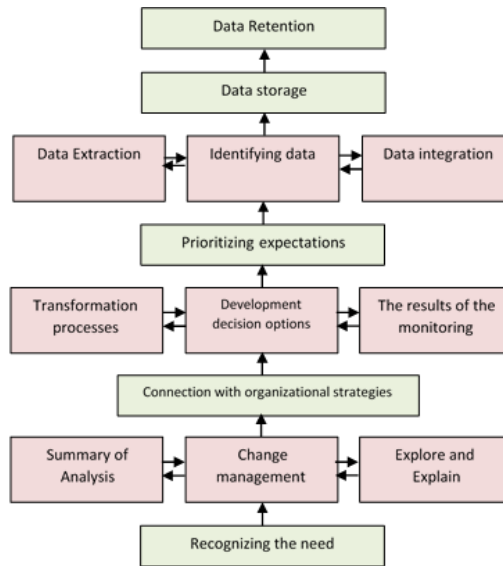 Data Retention
Data storage
Data Extraction
Identifying data
Data integration
Prioritizing expectations
Transformation
processes
Development
decision options
The results of the
monitoring
Connection with organizational strategies
Summary of
Analysis
Change
management
Explore and
Explain
Recognizing the need